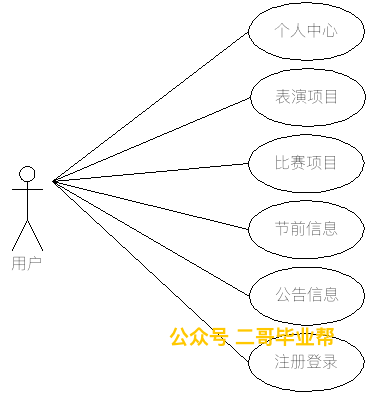 个人中心
表演项目
比赛项目
节前信息
用户
公告信息
公众号 二哥毕业帮
注册登录